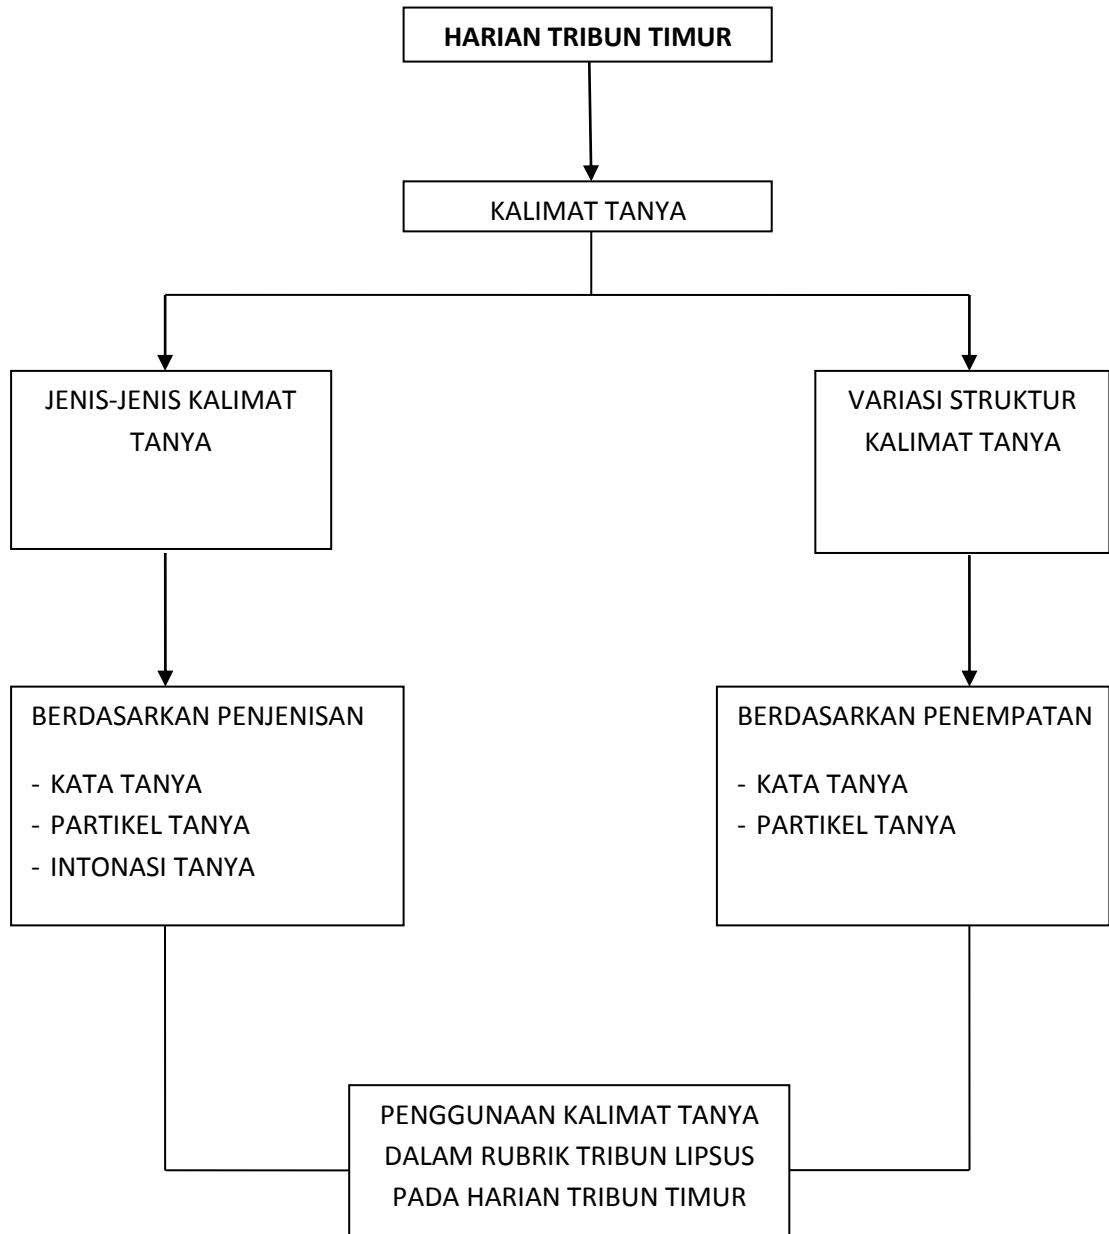 HARIAN TRIBUN TIMUR
KALIMAT TANYA
JENIS-JENIS KALIMAT
TANYA
VARIASI STRUKTUR
KALIMAT TANYA
BERDASARKAN PENJENISAN
- KATA TANYA
- PARTIKEL TANYA
- INTONASI TANYA
BERDASARKAN PENEMPATAN
- KATA TANYA
- PARTIKEL TANYA
PENGGUNAAN KALIMAT TANYA
DALAM RUBRIK TRIBUN LIPSUS
PADA HARIAN TRIBUN TIMUR